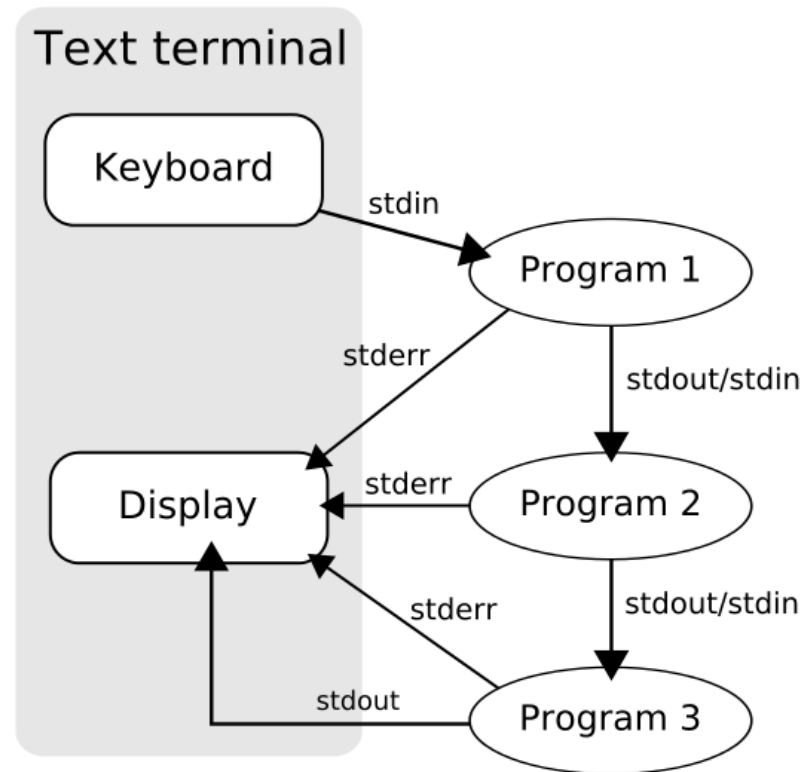 Text terminal
Keyboard
stdin
Program 1
stderr
stdout/stdin
Display
stderr
Program 2
stderr
stdout/stdin
stdout
Program 3